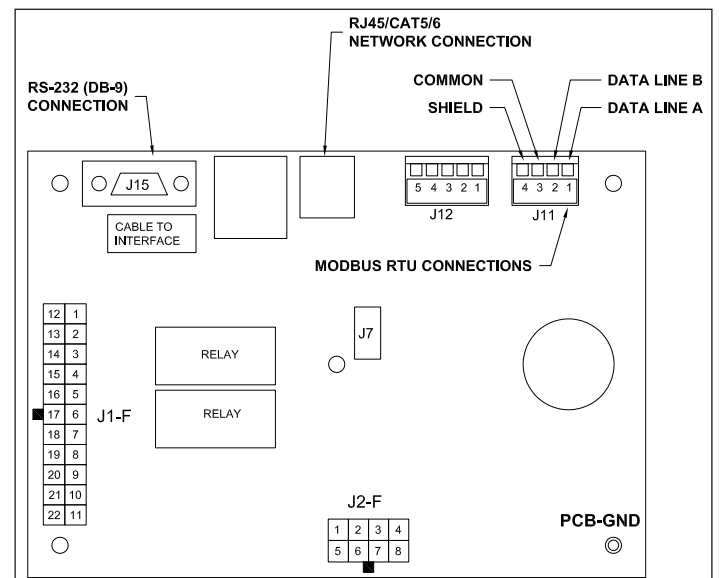 RJ45/CAT5/6
NETWORK CONNECTION
COMMON
DATA LINE B
RS-232 (DB-9)
CONNECTION
SHIELD
DATA LINE A
J15
5 4 3 2 1
4 3 2 1
J12
J11
CABLE TO
INTERFACE
MODBUS RTU CONNECTIONS
12 1
13 2
14 3
15 4
16 5
17 6
18 7
19 8
20 9
21 10
22 11
J1-F
RELAY
RELAY
J7
J2-F
1 2 3 4
5 6 7 8
PCB-GND